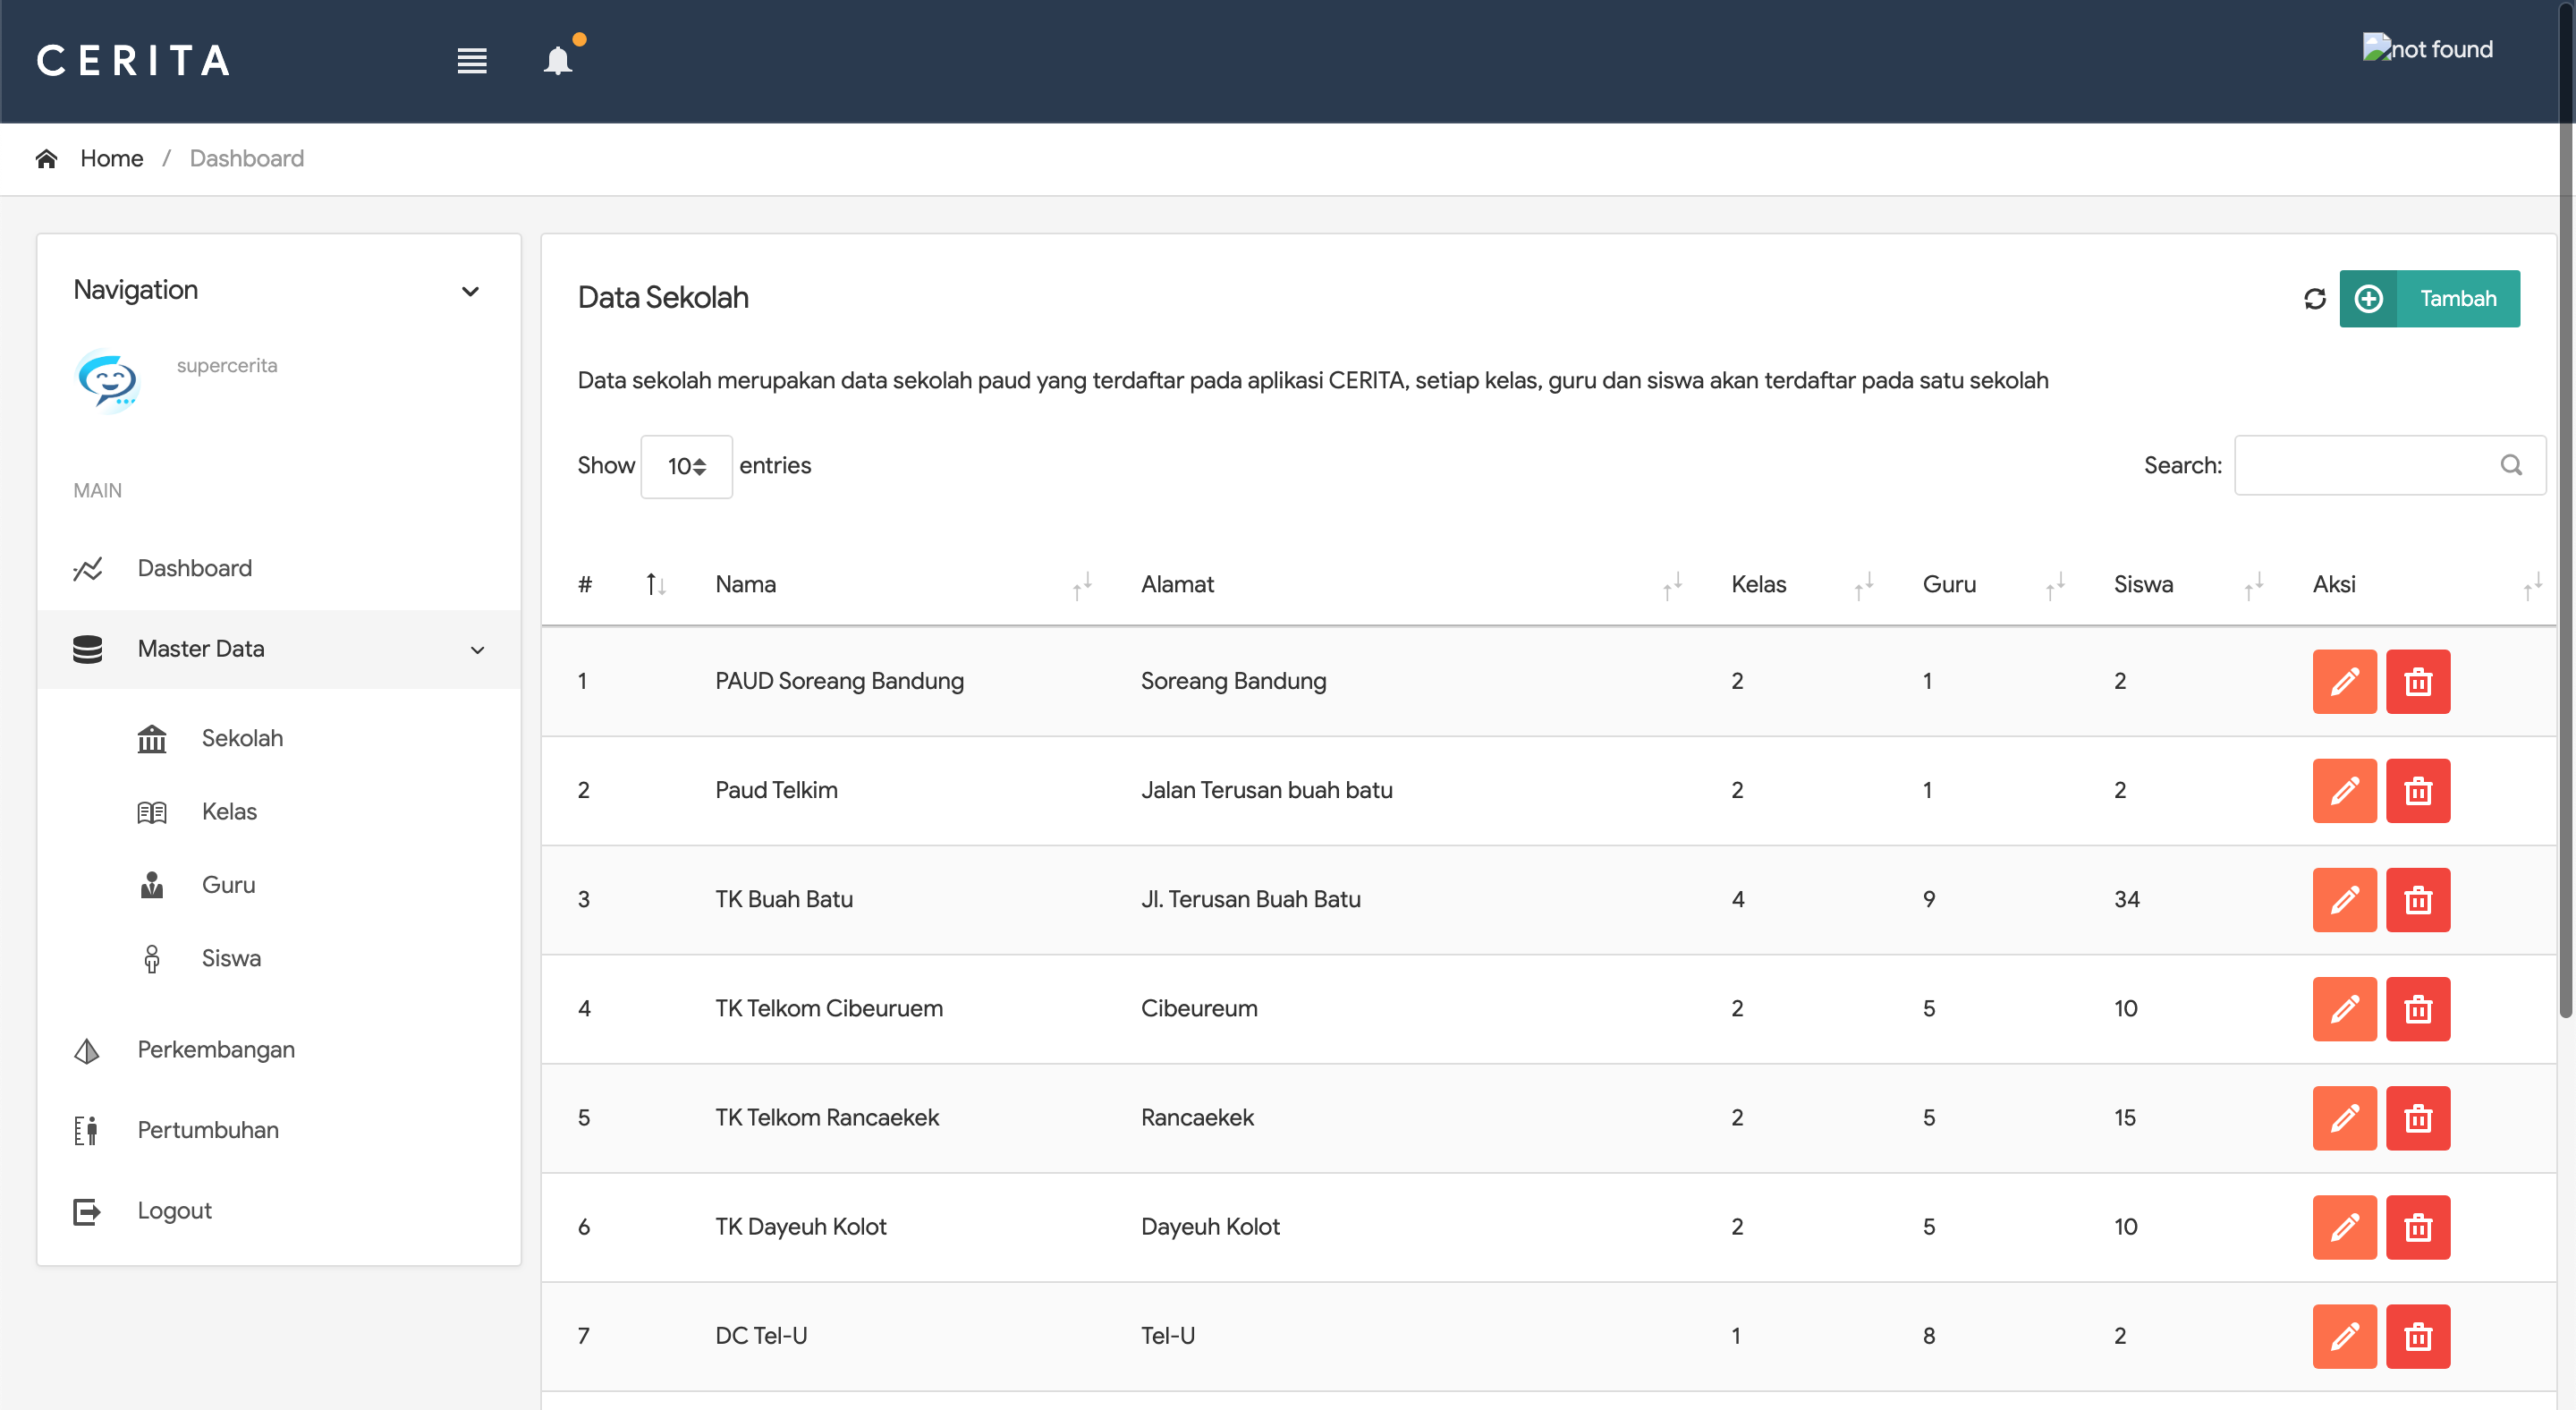 CERITA
not found
Home / Dashboard
Navigation
supercerita
MAIN
Dashboard
Master Data
Sekolah
Kelas
Guru
Siswa
Perkembangan
Pertumbuhan
Logout
Data Sekolah
Tambah
Data sekolah merupakan data sekolah paud yang terdaftar pada aplikasi CERITA, setiap kelas, guru dan siswa akan terdaftar pada satu sekolah
Show 10 entries
Search:
# Nama Alamat Kelas Guru Siswa Aksi
1 PAUD Soreang Bandung Soreang Bandung 2 1 2
2 Paud Telkim Jalan Terusan buah batu 2 1 2
3 TK Buah Batu Jl. Terusan Buah Batu 4 9 34
4 TK Telkom Cibeuruem Cibeureum 2 5 10
5 TK Telkom Rancaekek Rancaekek 2 5 15
6 TK Dayeuh Kolot Dayeuh Kolot 2 5 10
7 DC Tel-U Tel-U 1 8 2